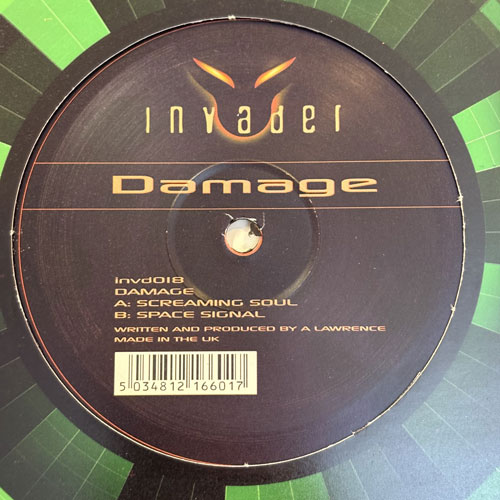 invader
Damage
invd018
DAMAGE
A: SCREAMING SOUL
B: SPACE SIGNAL
WRITTEN AND PRODUCED BY A LAWRENCE
MADE IN THE UK
5 034812 166017